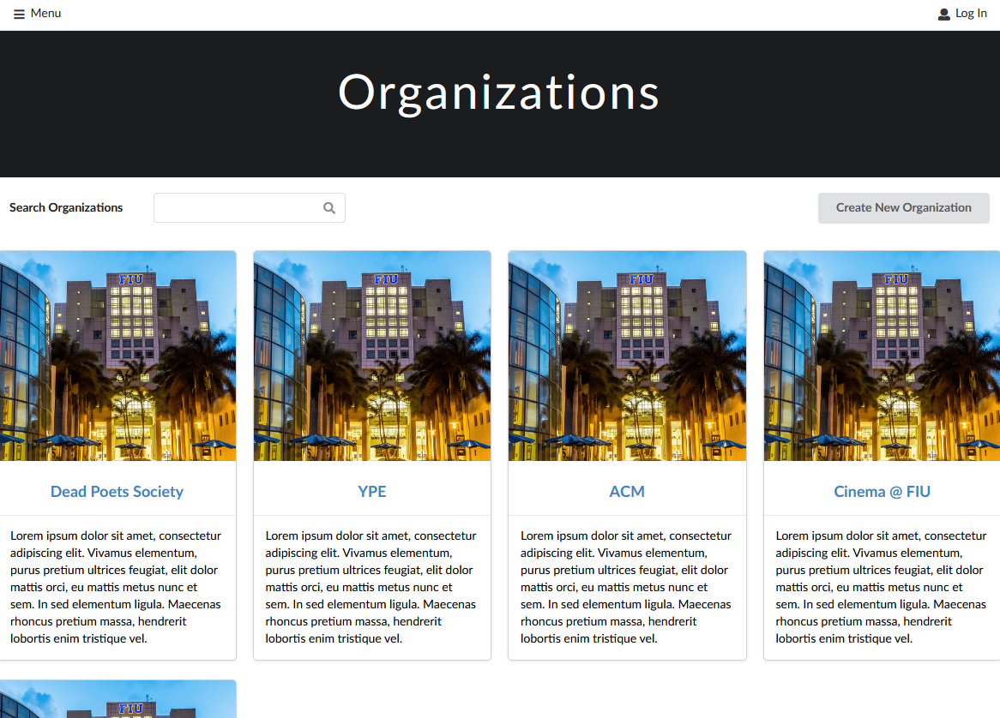 Menu
Log In
Organizations
Search Organizations
Create New Organization
FIU
FIU
FIU
FIU
Dead Poets Society
YPE
ACM
Cinema @ FIU
Lorem ipsum dolor sit amet, consectetur
adipiscing elit. Vivamus elementum,
purus pretium ultrices feugiat, elit dolor
mattis orci, eu mattis metus nunc et
sem. In sed elementum ligula. Maecenas
rhoncus pretium massa, hendrerit
lobortis enim tristique vel.
Lorem ipsum dolor sit amet, consectetur
adipiscing elit. Vivamus elementum,
purus pretium ultrices feugiat, elit dolor
mattis orci, eu mattis metus nunc et
sem. In sed elementum ligula. Maecenas
rhoncus pretium massa, hendrerit
lobortis enim tristique vel.
Lorem ipsum dolor sit amet, consectetur
adipiscing elit. Vivamus elementum,
purus pretium ultrices feugiat, elit dolor
mattis orci, eu mattis metus nunc et
sem. In sed elementum ligula. Maecenas
rhoncus pretium massa, hendrerit
lobortis enim tristique vel.
Lorem ipsum dolor sit amet, consectetur
adipiscing elit. Vivamus elementum,
purus pretium ultrices feugiat, elit dolor
mattis orci, eu mattis metus nunc et
sem. In sed elementum ligula. Maecenas
rhoncus pretium massa, hendrerit
lobortis enim tristique vel.
FIU